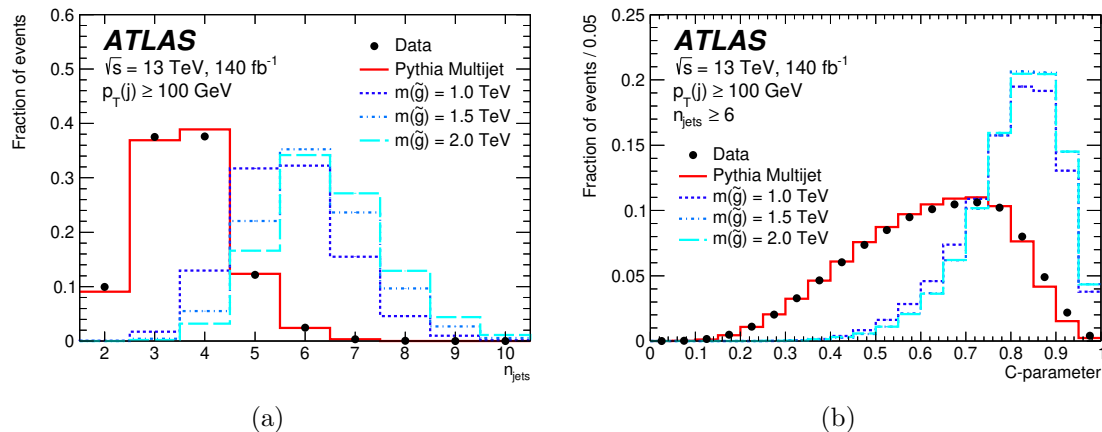 Fraction of events
0.6
0.5
0.4
0.3
0.2
0.1
0
ATLAS
√s = 13 TeV, 140 fb⁻¹
p_T(j) ≥ 100 GeV
Data
Pythia Multijet
m(g̃) = 1.0 TeV
m(g̃) = 1.5 TeV
m(g̃) = 2.0 TeV
2 3 4 5 6 7 8 9 10
n_jets
(a)
Fraction of events / 0.05
0.25
0.2
0.15
0.1
0.05
0
ATLAS
√s = 13 TeV, 140 fb⁻¹
p_T(j) ≥ 100 GeV
n_jets ≥ 6
Data
Pythia Multijet
m(g̃) = 1.0 TeV
m(g̃) = 1.5 TeV
m(g̃) = 2.0 TeV
0 0.1 0.2 0.3 0.4 0.5 0.6 0.7 0.8 0.9 1
C-parameter
(b)